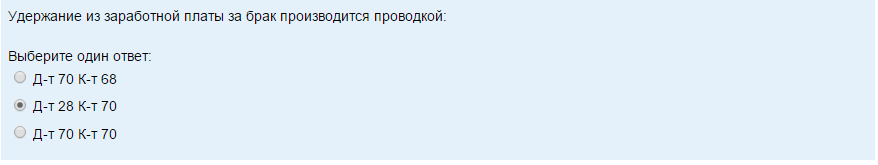 Удержание из заработной платы за брак производится проводкой:
Выберите один ответ:
Д-т 70 К-т 68
Д-т 28 К-т 70
Д-т 70 К-т 70